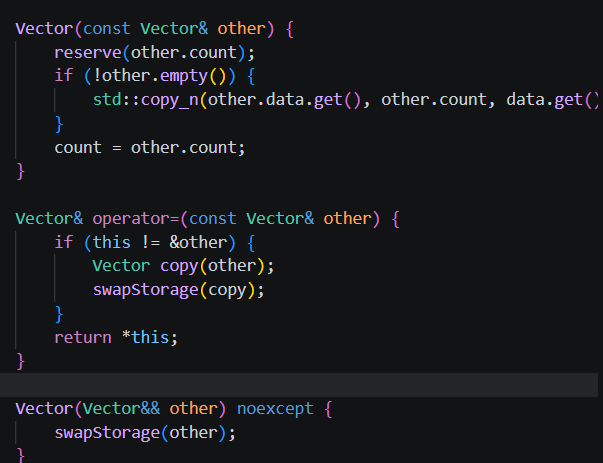 Vector(const Vector& other) {
    reserve(other.count);
    if (!other.empty()) {
        std::copy_n(other.data.get(), other.count, data.get()
    }
    count = other.count;
}
Vector& operator=(const Vector& other) {
    if (this != &other) {
        Vector copy(other);
        swapStorage(copy);
    }
    return *this;
}
Vector(Vector&& other) noexcept {
    swapStorage(other);
}